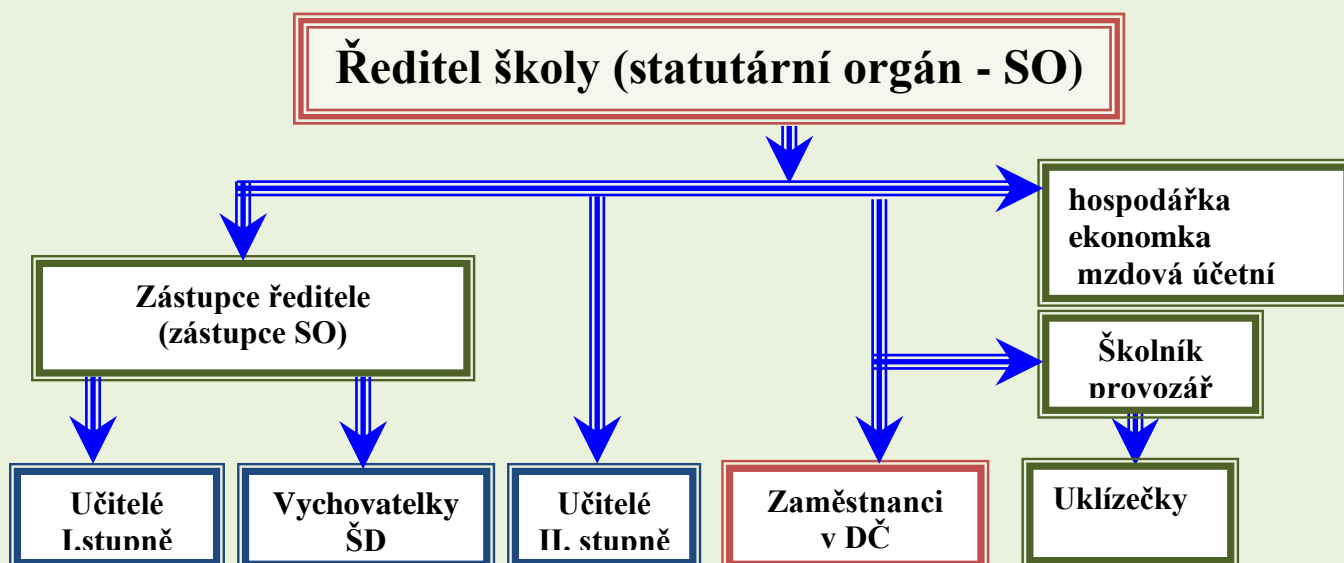 Ředitel školy (statutární orgán - SO)
hospodářka
ekonomka
mzdová účetní
Zástupce ředitele
(zástupce SO)
Školník
provozář
Učitelé
I.stupně
Vychovatelky
ŠD
Učitelé
II. stupně
Zaměstnanci
v DČ
Uklízečky